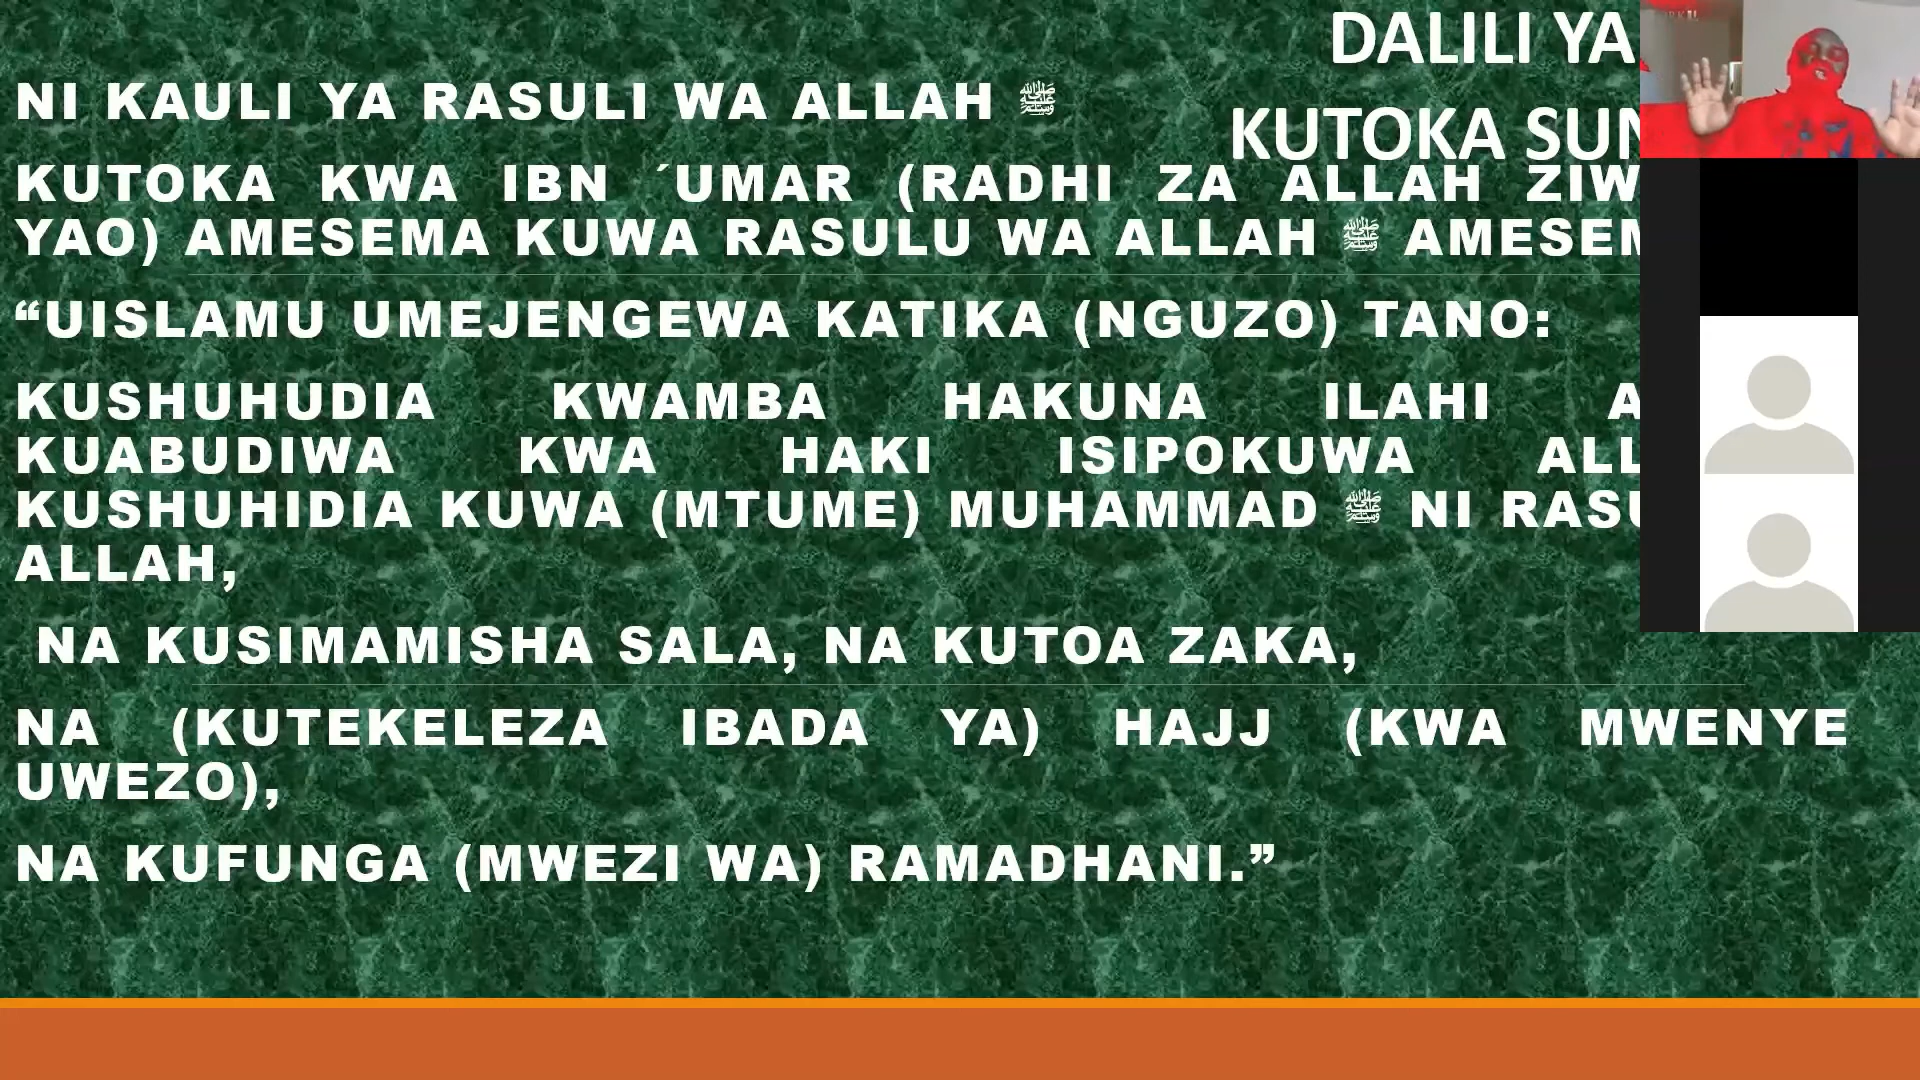 DALILI YA
KUTOKA
NI KAULI YA RASULI WA ALLAH ﷺ
KUTOKA KWA IBN ´UMAR (RADHI ZA ALLAH
YAO) AMESEMA KUWA RASULU WA ALLAH ﷺ
“UISLAMU UMEJENGEWA KATIKA (NGUZO) TANO:
KUSHUHUDIA KWAMBA HAKUNA ILAHI
KUABUDIWA KWA HAKI ISIPOKUWA
KUSHUHIDIA KUWA (MTUME) MUHAMMAD ﷺ NI
ALLAH,
NA KUSIMAMISHA SALA, NA KUTOA ZAKA,
NA (KUTEKELEZA IBADA YA) HAJJ (KWA MWENYE
UWEZO),
NA KUFUNGA (MWEZI WA) RAMADHANI.”